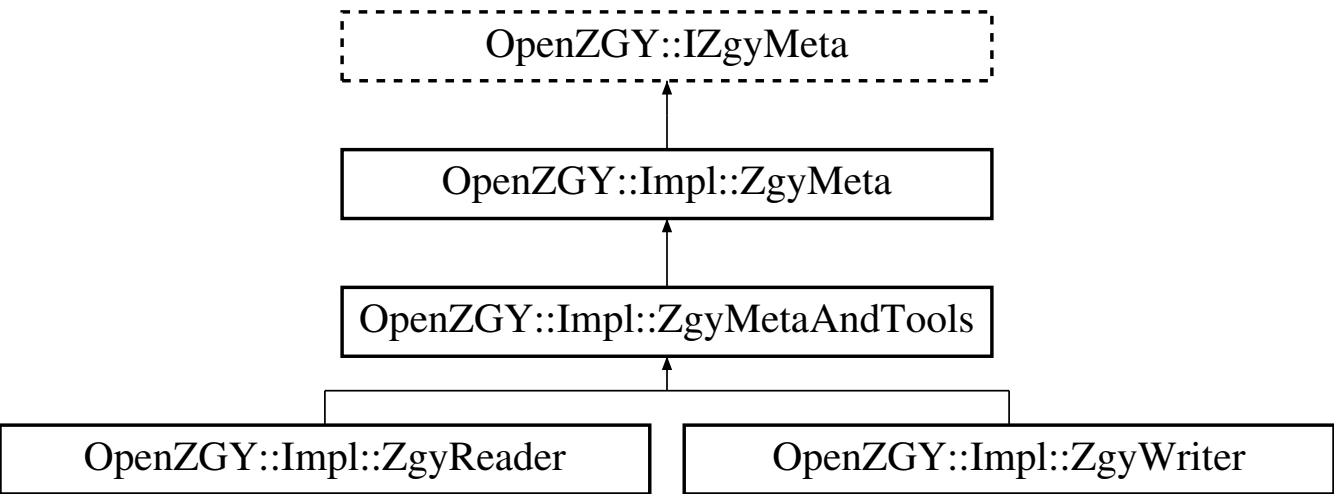 OpenZGY::IZgyMeta
OpenZGY::Impl::ZgyMeta
OpenZGY::Impl::ZgyMetaAndTools
OpenZGY::Impl::ZgyReader
OpenZGY::Impl::ZgyWriter